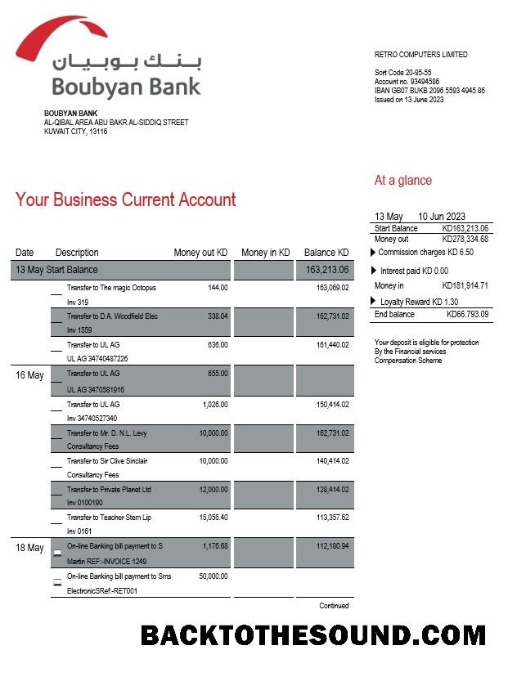 بنك بوبيان
Boubyan Bank
BOUBYAN BANK
AL-QIBAL AREA ABU BAKR AL-SIDDIQ STREET
KUWAIT CITY, 13116
RETRO COMPUTERS LIMITED
Sort Code 20-95-55
Account no. 93494586
IBAN GB07 BUKB 2096 5593 4945 86
Issued on 13 June 2023
At a glance
Your Business Current Account
13 May 10 Jun 2023
Start Balance KD163,213.06
Money out KD278,334.68
Commission charges KD 6.50
Interest paid KD 0.00
Money in KD181,914.71
Loyalty Reward KD 1.30
End balance KD66.793.09
Your deposit is eligible for protection
By the Financial services
Compensation Scheme
Date Description Money out KD Money in KD Balance KD
13 May Start Balance 163,213.06
Transfer to The magic Octopus 144.00 163,069.02
Inv 319
Transfer to D.A. Woodfield Elec 338.04 162,731.02
Inv 1559
Transfer to UL AG 636.00 161,440.02
UL AG 34740487226
16 May Transfer to UL AG 655.00
UL AG 3470581916
Transfer to UL AG 1,026.00 150,414.02
Inv 34740527340
Transfer to Mr. D. N.L. Levy 10,000.00 162,731.02
Consultancy Fees
Transfer to Sir Clive Sinclair 10,000.00 140,414.02
Consultancy Fees
Transfer to Private Planet Ltd 12,000.00 128,414.02
Inv 0100190
Transfer to Teacher Stem Lip 15,056.40 113,357.62
Inv 0161
18 May On-line Banking bill payment to S 1,176.68 112,180.94
Martin REF:-INVOICE 1249
On-line Banking bill payment to Sms 50,000.00
ElectronicSRef:-RET001
Continued
BACKTOTHESOUND.COM